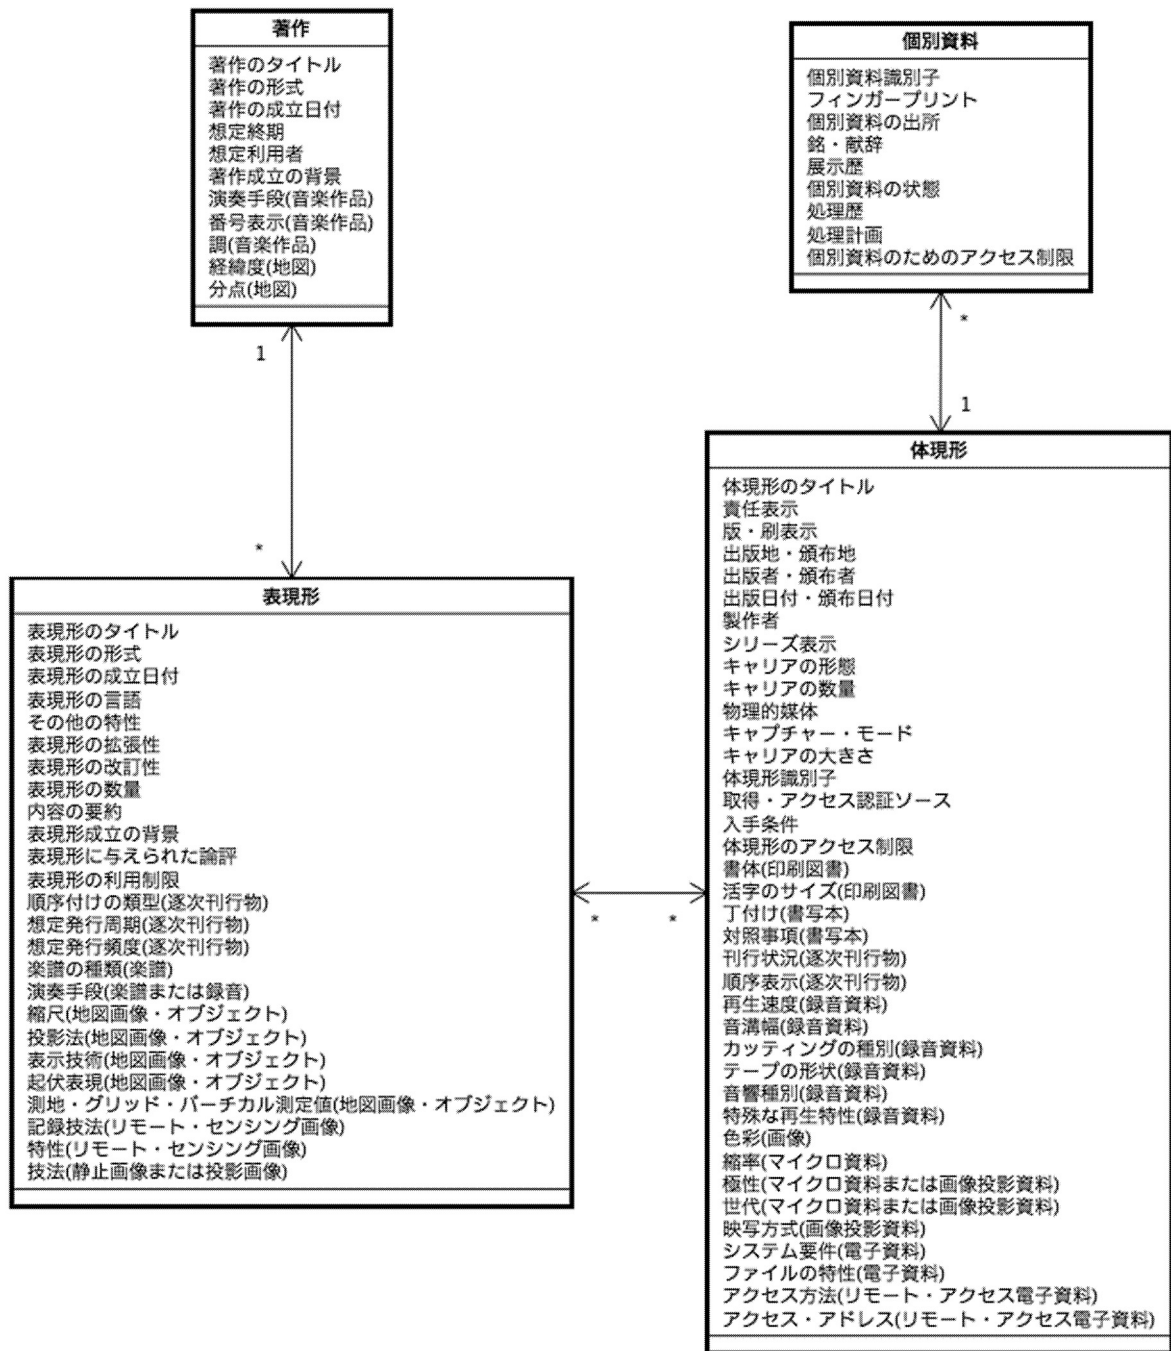 著作
著作のタイトル
著作の形式
著作の成立日付
想定終期
想定利用者
著作成立の背景
演奏手段(音楽作品)
番号表示(音楽作品)
調(音楽作品)
経緯度(地図)
分点(地図)
1
*
表現形
表現形のタイトル
表現形の形式
表現形の成立日付
表現形の言語
その他の特性
表現形の拡張性
表現形の改訂性
表現形の数量
内容の要約
表現形成立の背景
表現形に与えられた論評
表現形の利用制限
順序付けの類型(逐次刊行物)
想定発行周期(逐次刊行物)
想定発行頻度(逐次刊行物)
楽譜の種類(楽譜)
演奏手段(楽譜または録音)
縮尺(地図画像・オブジェクト)
投影法(地図画像・オブジェクト)
表示技術(地図画像・オブジェクト)
起伏表現(地図画像・オブジェクト)
測地・グリッド・バーチカル測定値(地図画像・オブジェクト)
記録技法(リモート・センシング画像)
特性(リモート・センシング画像)
技法(静止画像または投影画像)
* *
個別資料
個別資料識別子
フィンガープリント
個別資料の出所
銘・献辞
展示歴
個別資料の状態
処理歴
処理計画
個別資料のためのアクセス制限
*
1
体現形
体現形のタイトル
責任表示
版・刷表示
出版地・頒布地
出版者・頒布者
出版日付・頒布日付
製作者
シリーズ表示
キャリアの形態
キャリアの数量
物理的媒体
キャプチャー・モード
キャリアの大きさ
体現形識別子
取得・アクセス認証ソース
入手条件
体現形のアクセス制限
書体(印刷図書)
活字のサイズ(印刷図書)
丁付け(書写本)
対照事項(書写本)
刊行状況(逐次刊行物)
順序表示(逐次刊行物)
再生速度(録音資料)
音溝幅(録音資料)
カッティングの種別(録音資料)
テープの形状(録音資料)
音響種別(録音資料)
特殊な再生特性(録音資料)
色彩(画像)
縮率(マイクロ資料)
極性(マイクロ資料または画像投影資料)
世代(マイクロ資料または画像投影資料)
映写方式(画像投影資料)
システム要件(電子資料)
ファイルの特性(電子資料)
アクセス方法(リモート・アクセス電子資料)
アクセス・アドレス(リモート・アクセス電子資料)